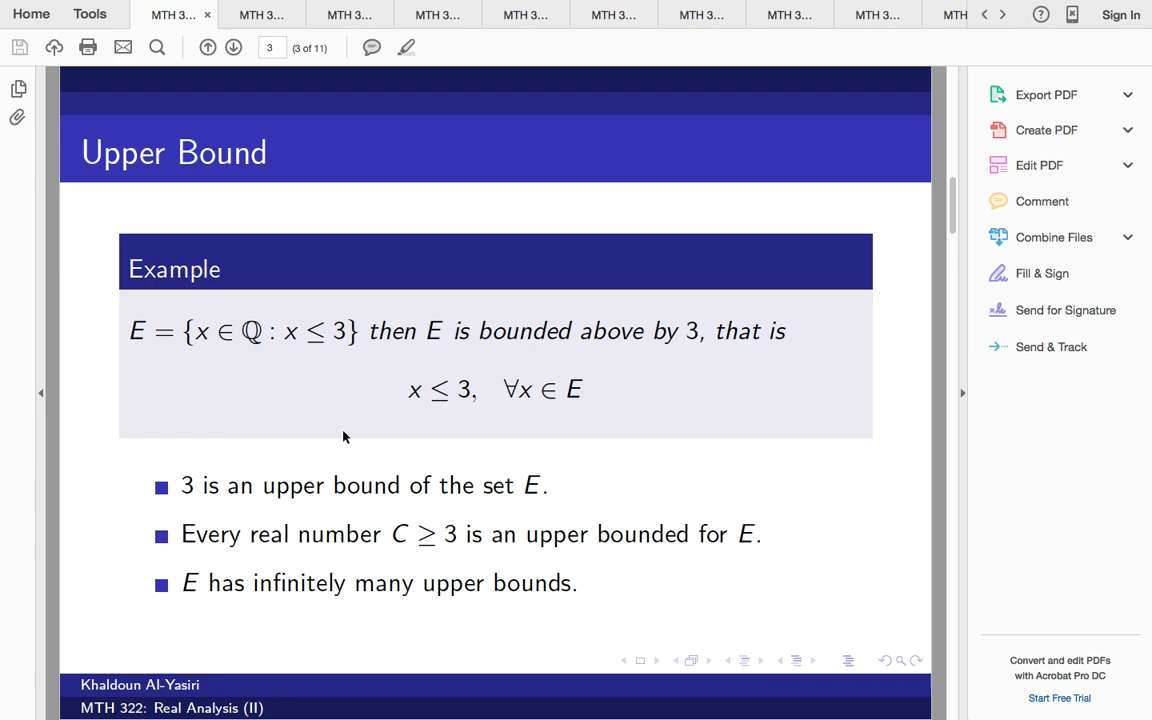 Home Tools MTH 3... × MTH 3... MTH 3... MTH 3... MTH 3... MTH 3... MTH 3... MTH 3... MTH 3... MTH Sign In
3 (3 of 11)
Upper Bound
Example
E = {x ∈ ℚ : x ≤ 3} then E is bounded above by 3, that is
x ≤ 3, ∀x ∈ E
3 is an upper bound of the set E.
Every real number C ≥ 3 is an upper bounded for E.
E has infinitely many upper bounds.
Khaldoun Al-Yasiri
MTH 322: Real Analysis (II)
Export PDF
Create PDF
Edit PDF
Comment
Combine Files
Fill & Sign
Send for Signature
Send & Track
Convert and edit PDFs
with Acrobat Pro DC
Start Free Trial